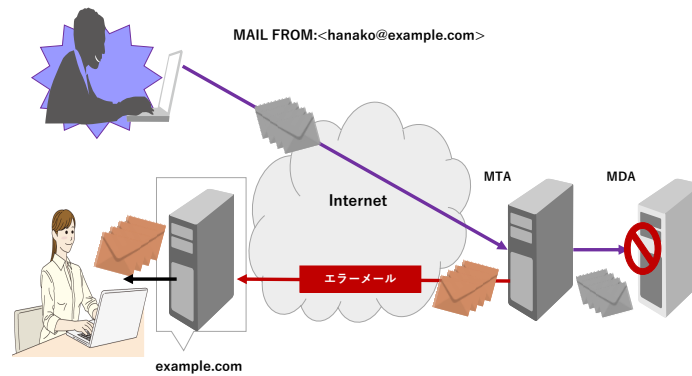 MAIL FROM:<hanako@example.com>
MTA
MDA
Internet
エラーメール
example.com